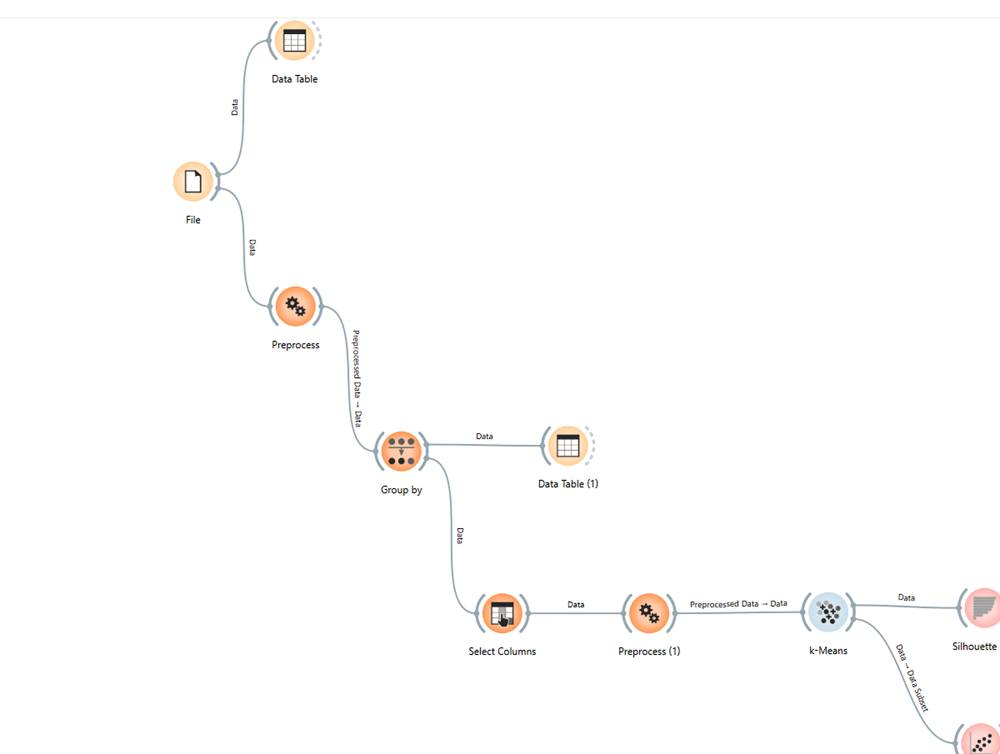 Data Table
Data
File
Data
Preprocess
Preprocessed Data → Data
Data
Group by
Data Table (1)
Data
Data
Preprocessed Data → Data
Data
Select Columns
Preprocess (1)
k-Means
Silhouette
Data → Data Subset